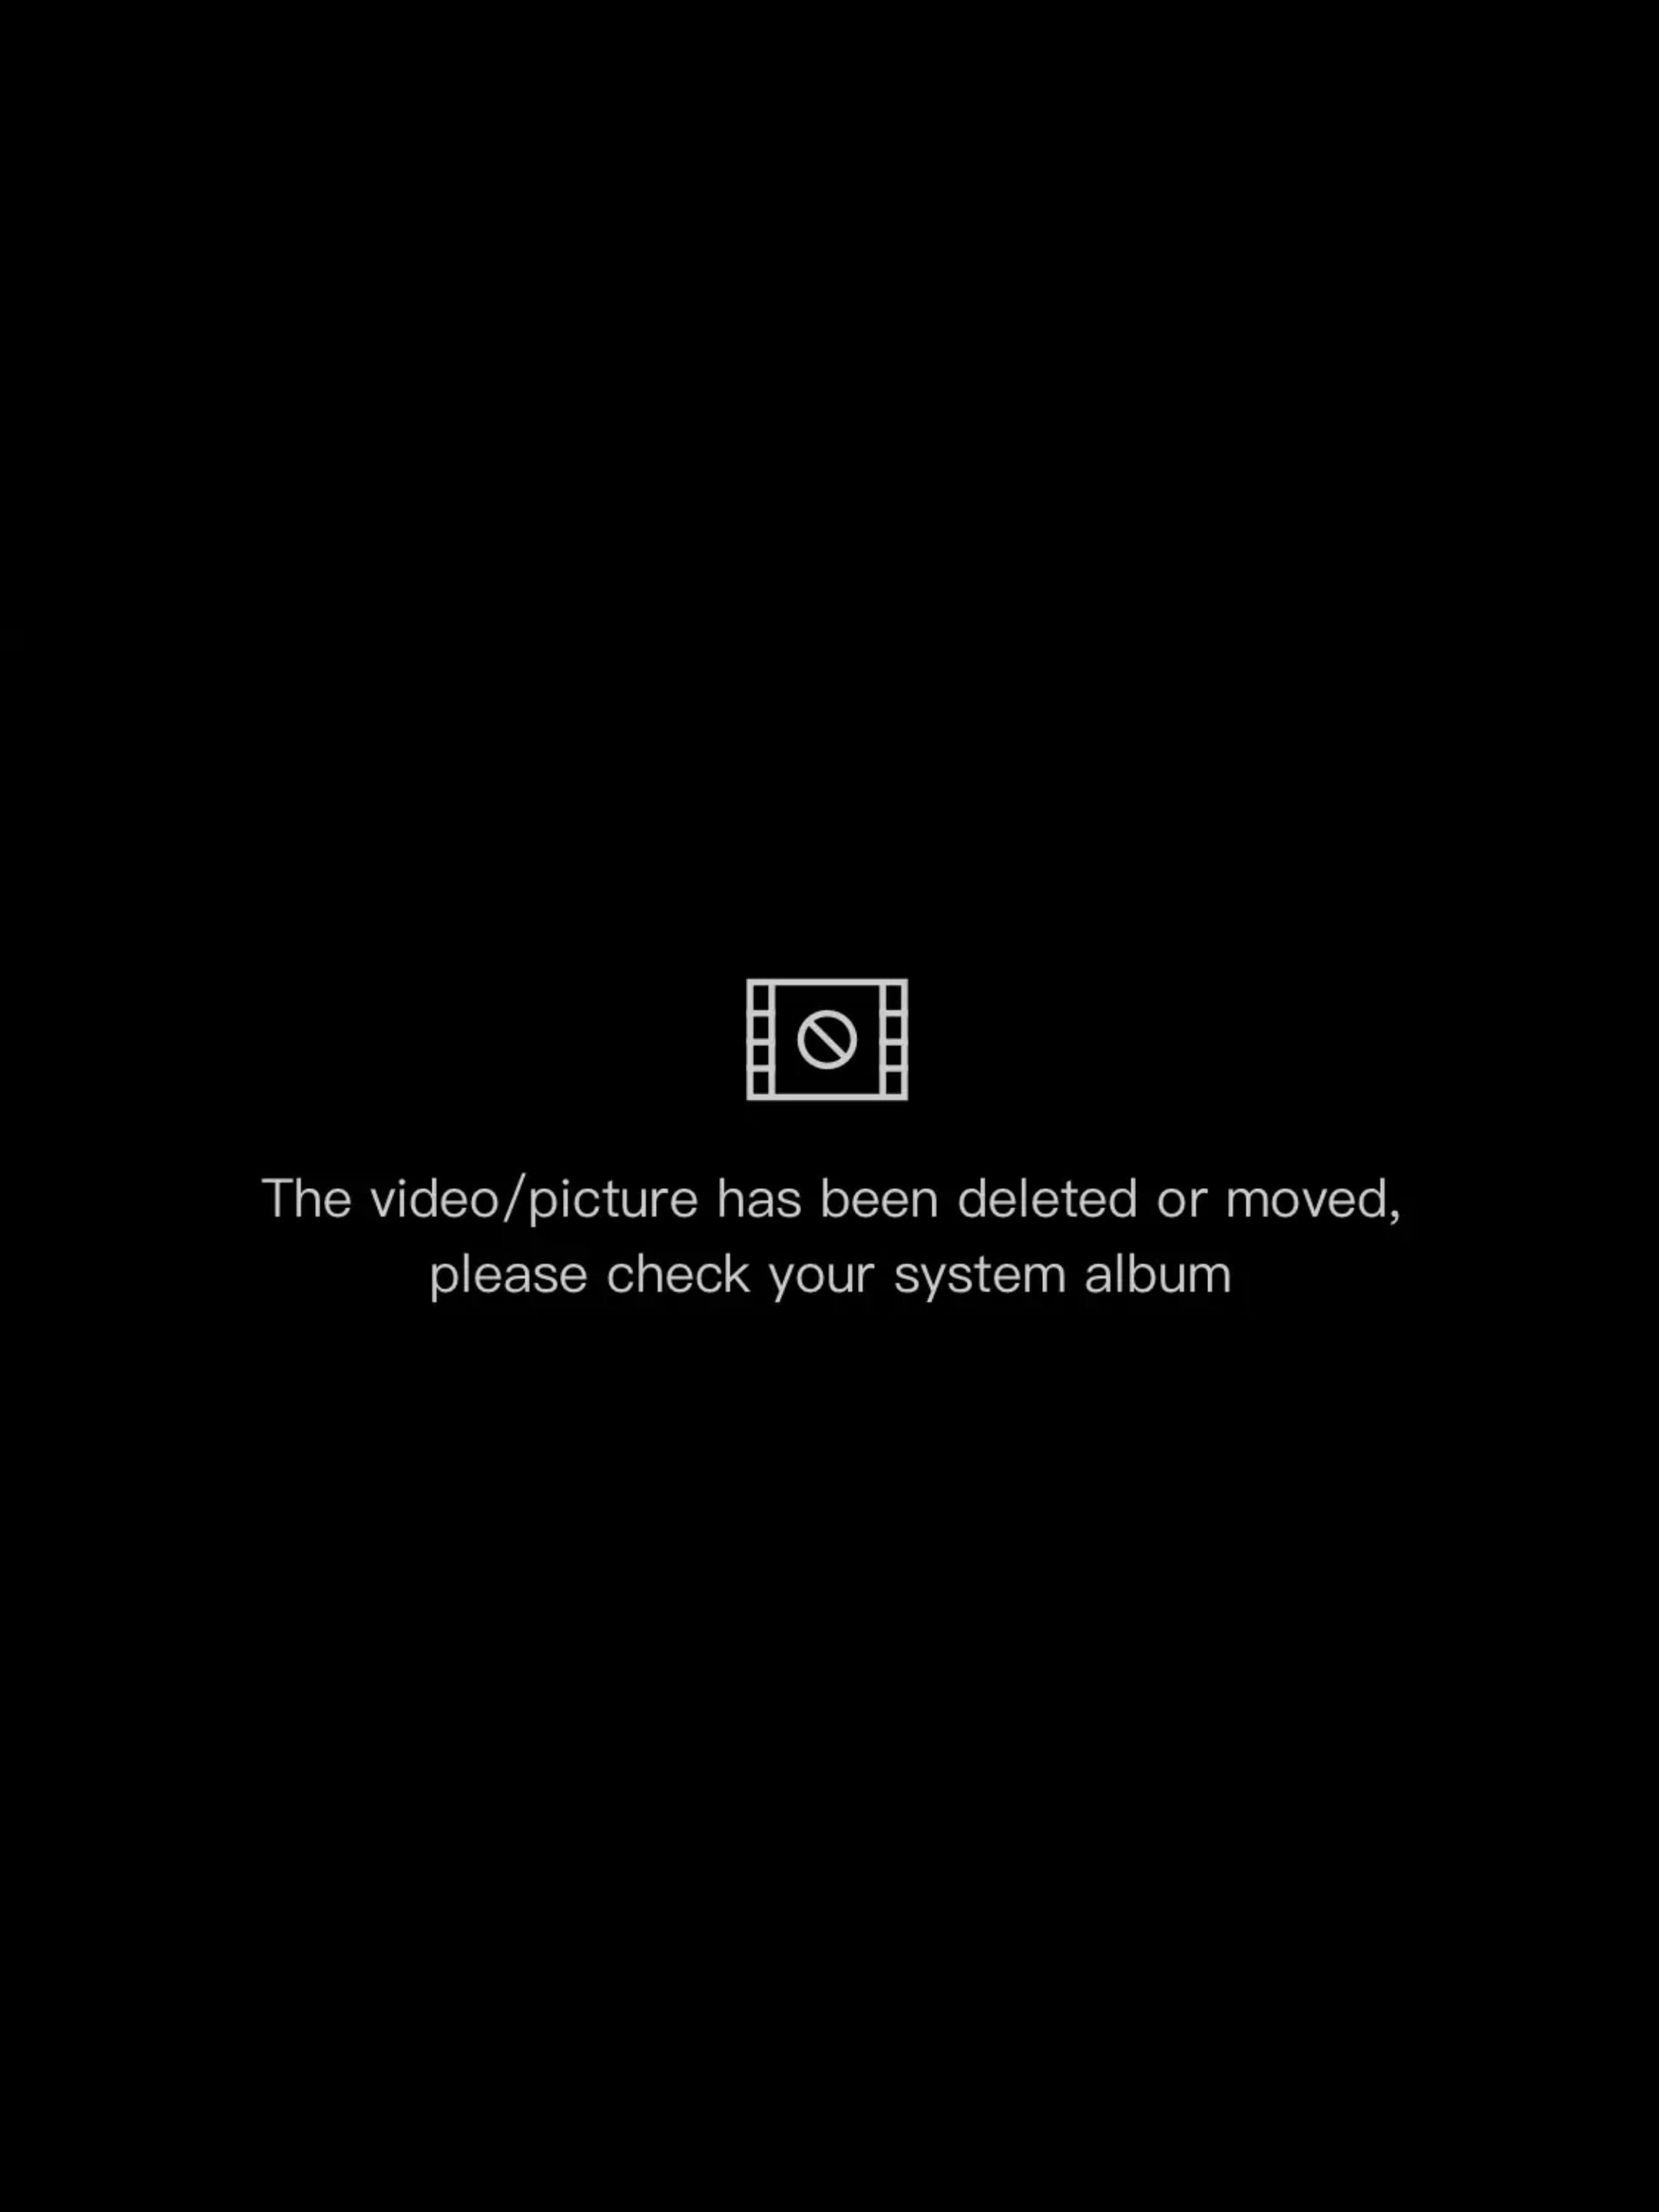 The video/picture has been deleted or moved,
please check your system album